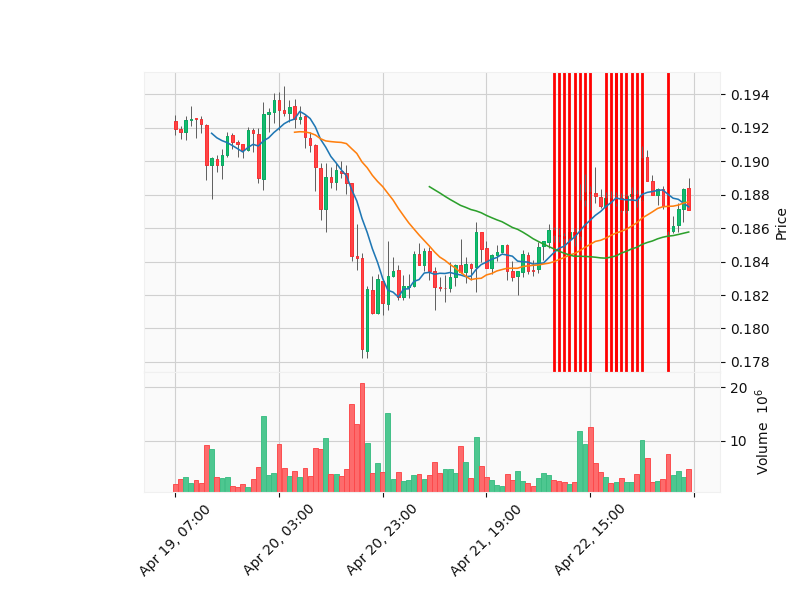 0.194
0.192
0.190
0.188
0.186
0.184
0.182
0.180
0.178
Price
20
10
Volume 10⁶
Apr 19, 07:00
Apr 20, 03:00
Apr 20, 23:00
Apr 21, 19:00
Apr 22, 15:00